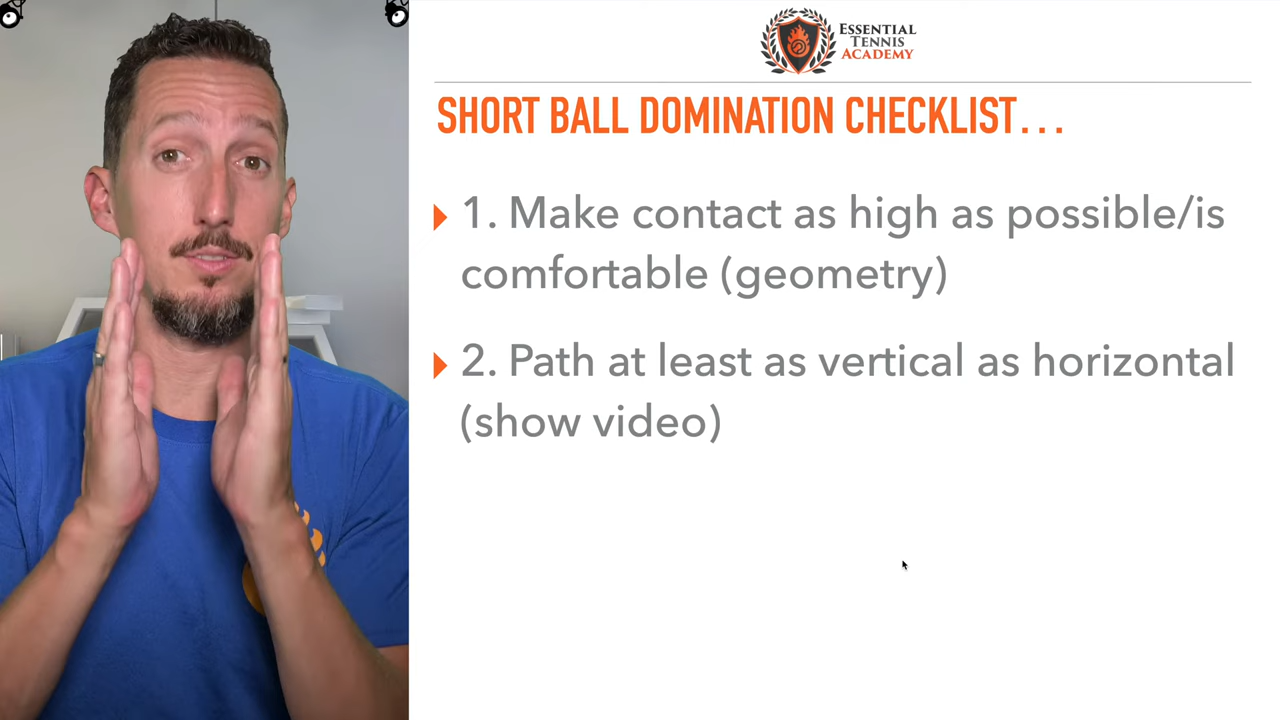 ESSENTIAL
TENNIS
ACADEMY
SHORT BALL DOMINATION CHECKLIST...
1. Make contact as high as possible/is
comfortable (geometry)
2. Path at least as vertical as horizontal
(show video)